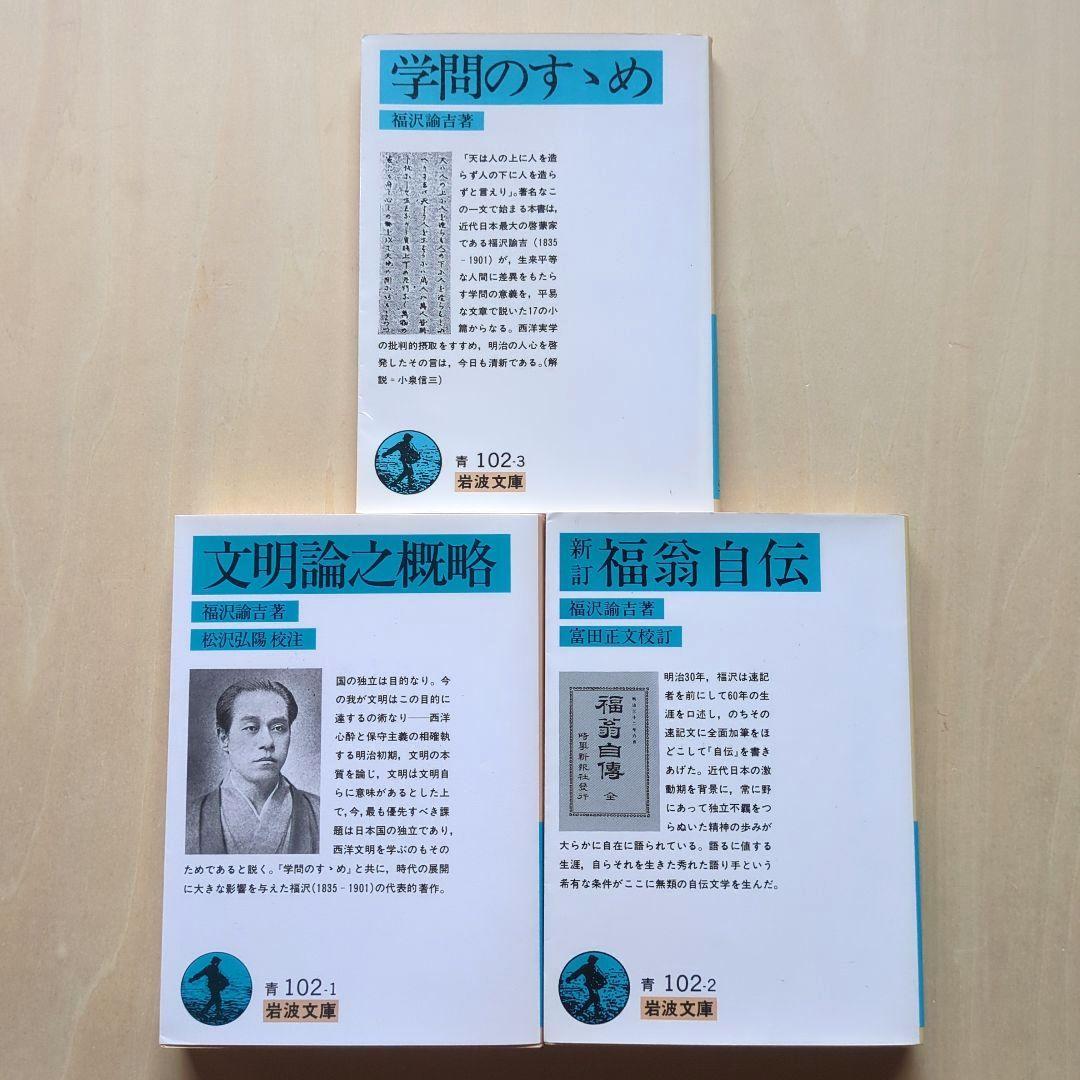 学問のすゝめ
福沢諭吉著
「天は人の上に人を造
らず人の下に人を造ら
ずと言えり」。著名なこ
の一文で始まる本書は，
近代日本最大の啓蒙家
である福沢諭吉（1835
‐1901）が，生来平等
な人間に差異をもたら
す学問の意義を，平易
な文章で説いた17の小
篇からなる。西洋実学
の批判的摂取をすすめ，明治の人心を啓
発したその言は，今日も清新である。（解
説＝小泉信三）
青 102-3
岩波文庫
文明論之概略
福沢諭吉著
松沢弘陽校注
国の独立は目的なり。今
の我が文明はこの目的に
達するの術なり──西洋
心酔と保守主義の相確執
する明治初期，文明の本
質を論じ，文明は文明自
らに意味があるとした上
で，今，最も優先すべき課
題は日本国の独立であり，
西洋文明を学ぶのもその
ためであると説く。『学問のすゝめ』と共に，時代の展開
に大きな影響を与えた福沢（1835‐1901）の代表的著作。
青 102-1
岩波文庫
新訂 福翁自伝
福沢諭吉著
富田正文校訂
明治30年，福沢は速記
者を前にして60年の生
涯を口述し，のちその
速記文に全面加筆をほ
どこして『自伝』を書き
あげた。近代日本の激
動期を背景に，常に野
にあって独立不羈をつ
らぬいた精神の歩みが
大らかに自在に語られている。語るに値する
生涯，自らそれを生きた秀れた語り手という
希有な条件がここに無類の自伝文学を生んだ。
明治三十二年六月
福翁自傳 全
時事新報社發行
青 102-2
岩波文庫